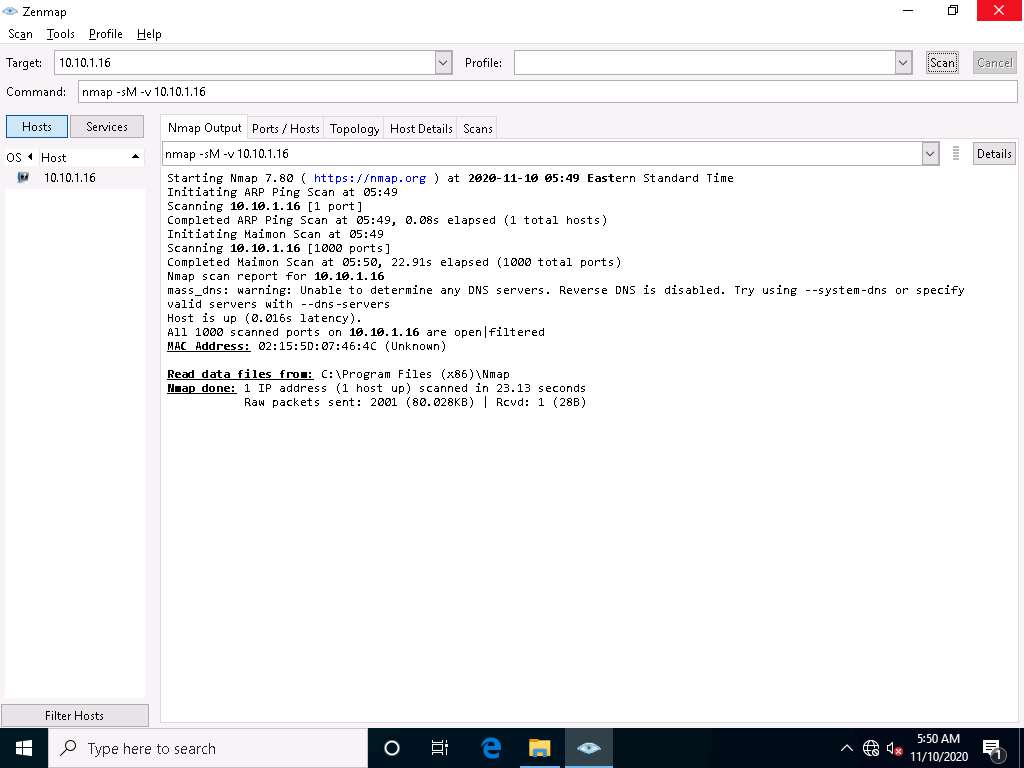 Zenmap
Scan Tools Profile Help
Target: 10.10.1.16 Profile: Scan Cancel
Command: nmap -sM -v 10.10.1.16
Hosts Services
Nmap Output Ports / Hosts Topology Host Details Scans
OS Host
10.10.1.16
nmap -sM -v 10.10.1.16 Details
Starting Nmap 7.80 ( https://nmap.org ) at 2020-11-10 05:49 Eastern Standard Time
Initiating ARP Ping Scan at 05:49
Scanning 10.10.1.16 [1 port]
Completed ARP Ping Scan at 05:49, 0.08s elapsed (1 total hosts)
Initiating Maimon Scan at 05:49
Scanning 10.10.1.16 [1000 ports]
Completed Maimon Scan at 05:50, 22.91s elapsed (1000 total ports)
Nmap scan report for 10.10.1.16
mass_dns: warning: Unable to determine any DNS servers. Reverse DNS is disabled. Try using --system-dns or specify
valid servers with --dns-servers
Host is up (0.016s latency).
All 1000 scanned ports on 10.10.1.16 are open|filtered
MAC Address: 02:15:5D:07:46:4C (Unknown)
Read data files from: C:\Program Files (x86)\Nmap
Nmap done: 1 IP address (1 host up) scanned in 23.13 seconds
Raw packets sent: 2001 (80.028KB) | Rcvd: 1 (28B)
Filter Hosts
Type here to search
5:50 AM
11/10/2020
1